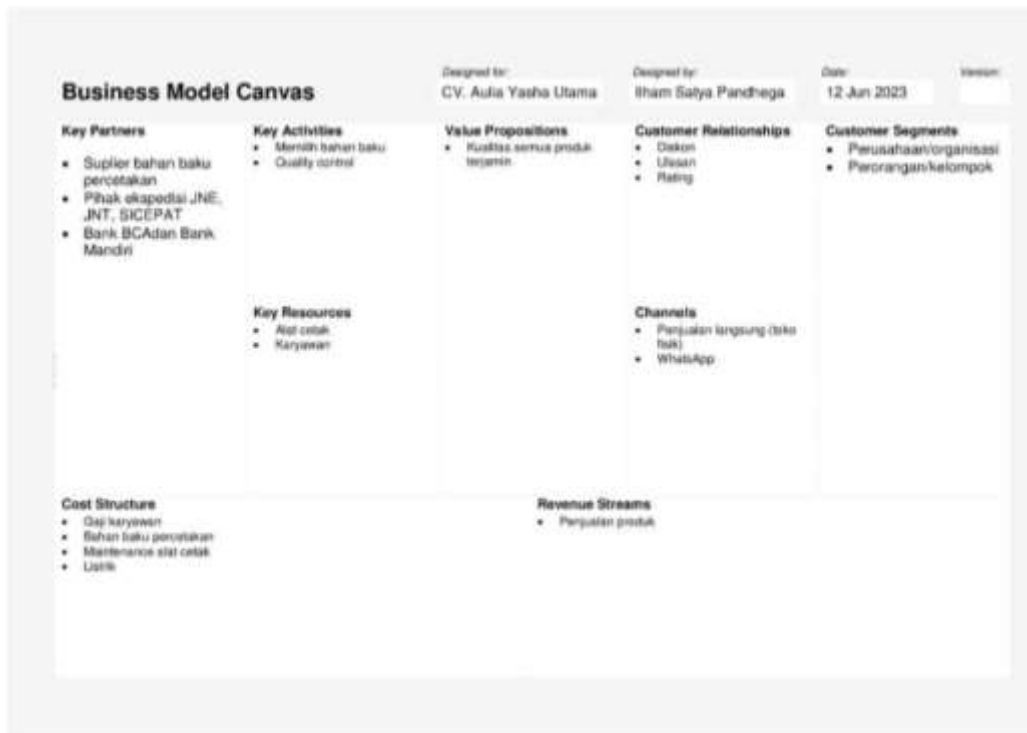 Business Model Canvas
Designed for:
CV. Aulia Yasha Utama
Designed by:
Ilham Satya Pandhega
Date:
12 Jun 2023
Version:
Key Partners
• Suplier bahan baku
percetakan
• Pihak ekspedisi JNE,
JNT, SICEPAT
• Bank BCAdan Bank
Mandiri
Key Activities
• Memilih bahan baku
• Quality control
Key Resources
• Alat cetak
• Karyawan
Value Propositions
• Kualitas semua produk
terjamin
Customer Relationships
• Diskon
• Ulasan
• Rating
Channels
• Penjualan langsung (toko
fisik)
• WhatsApp
Customer Segments
• Perusahaan/organisasi
• Perorangan/kelompok
Cost Structure
• Gaji karyawan
• Bahan baku percetakan
• Maintenance alat cetak
• Listrik
Revenue Streams
• Penjualan produk